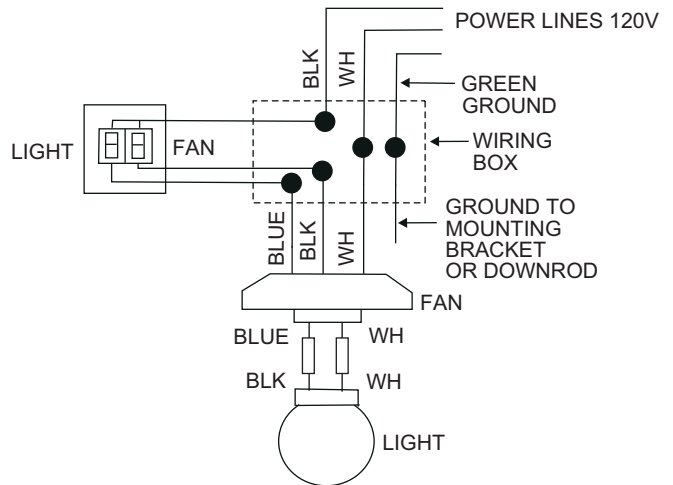 POWER LINES 120V
BLK
WH
GREEN
GROUND
LIGHT
FAN
WIRING
BOX
GROUND TO
MOUNTING
BRACKET
OR DOWNROD
BLUE
BLK
WH
FAN
BLUE
WH
BLK
WH
LIGHT